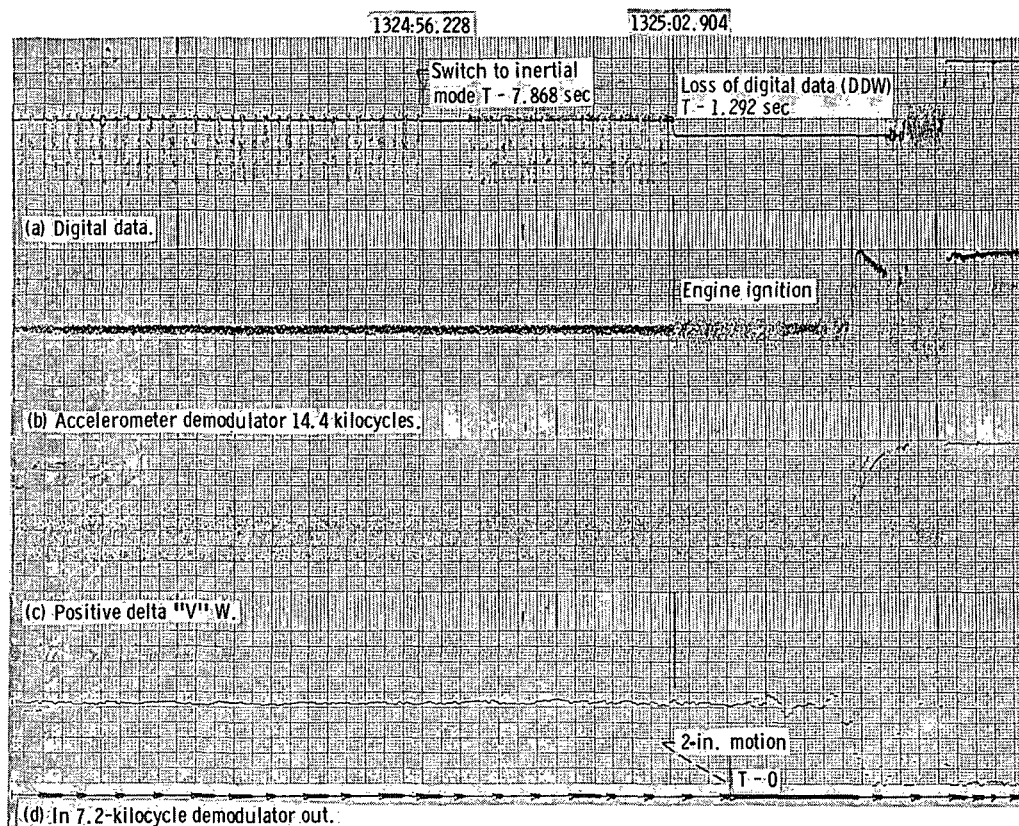 1324:56.228
1325:02.904
Switch to inertial
mode T - 7.868 sec
Loss of digital data (DDW)
T - 1.292 sec
(a) Digital data.
Engine ignition
(b) Accelerometer demodulator 14.4 kilocycles.
(c) Positive delta "V" W.
2-in. motion
T - 0
(d) In 7.2-kilocycle demodulator out.